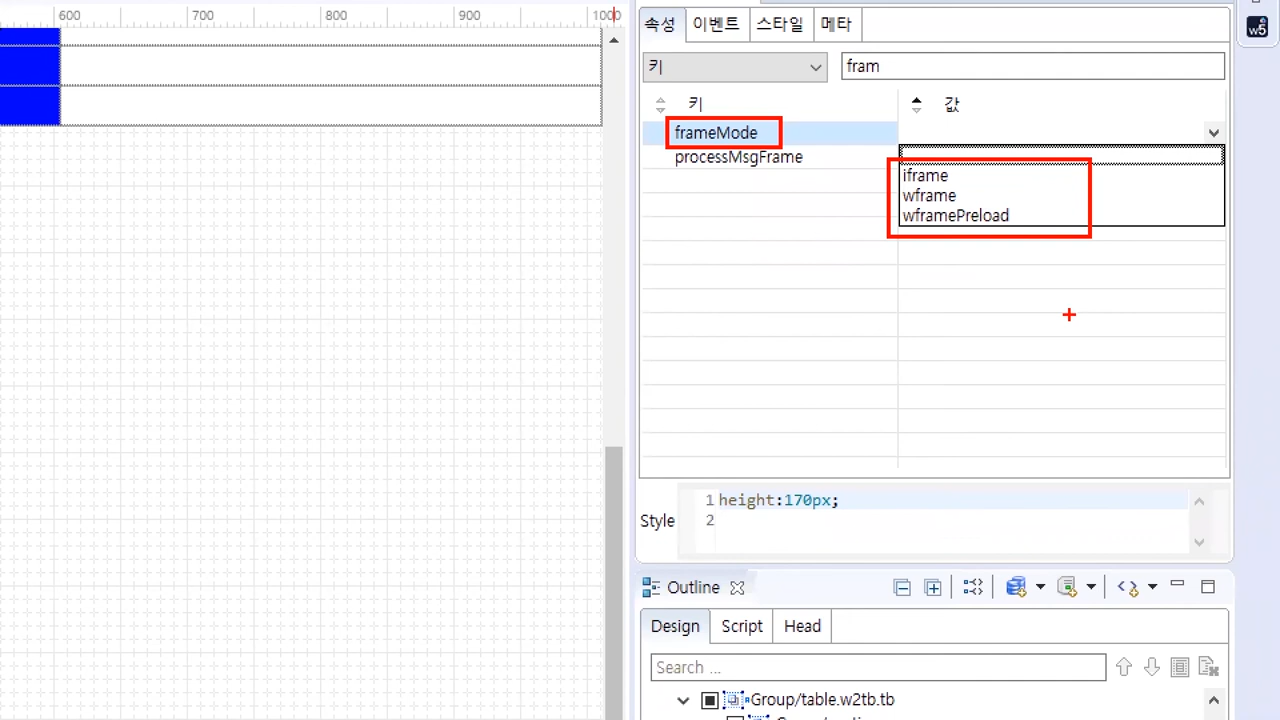 600 700 800 900 1000
속성 이벤트 스타일 메타
w5
키 fram
키 값
frameMode
processMsgFrame
iframe
wframe
wframePreload
Style
1 height:170px;
2
Outline
Design Script Head
Search ...
Group/table.w2tb.tb